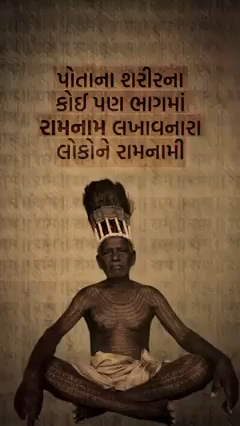 પોતાના શરીરના
કોઈ પણ ભાગમાં
રામનામ લખાવનારા
લોકોને રામનામી